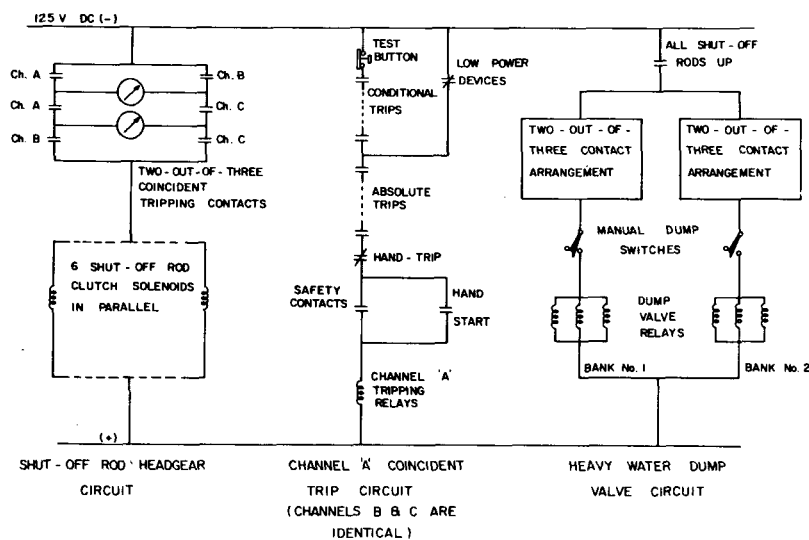 125 V DC (-)
Ch. A
Ch. B
Ch. A
Ch. C
Ch. B
Ch. C
TWO-OUT-OF-THREE
COINCIDENT
TRIPPING CONTACTS
6 SHUT-OFF ROD
CLUTCH SOLENOIDS
IN PARALLEL
(+)
SHUT-OFF ROD HEADGEAR
CIRCUIT
TEST
BUTTON
LOW POWER
DEVICES
CONDITIONAL
TRIPS
ABSOLUTE
TRIPS
HAND-TRIP
SAFETY
CONTACTS
HAND
START
CHANNEL 'A'
TRIPPING
RELAYS
CHANNEL 'A' COINCIDENT
TRIP CIRCUIT
(CHANNELS B & C ARE
IDENTICAL)
ALL SHUT-OFF
RODS UP
TWO-OUT-OF-
THREE CONTACT
ARRANGEMENT
TWO-OUT-OF-
THREE CONTACT
ARRANGEMENT
MANUAL DUMP
SWITCHES
DUMP
VALVE
RELAYS
BANK No. 1
BANK No. 2
HEAVY WATER DUMP
VALVE CIRCUIT